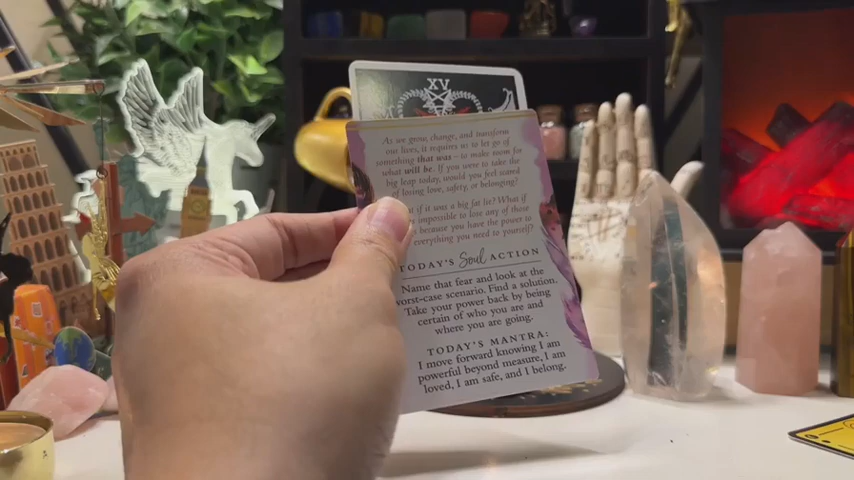 XV
As we grow, change, and transform
our lives, it requires us to let go of
something that was – to make room for
what will be. If you were to take the
big leap today, would you feel scared
of losing love, safety, or belonging?
if it was a big fat lie? What if
impossible to lose any of those
because you have the power to
everything you need to yourself?
TODAY'S Soul ACTION
Name that fear and look at the
worst-case scenario. Find a solution.
Take your power back by being
certain of who you are and
where you are going.
TODAY'S MANTRA:
I move forward knowing I am
powerful beyond measure, I am
loved, I am safe, and I belong.